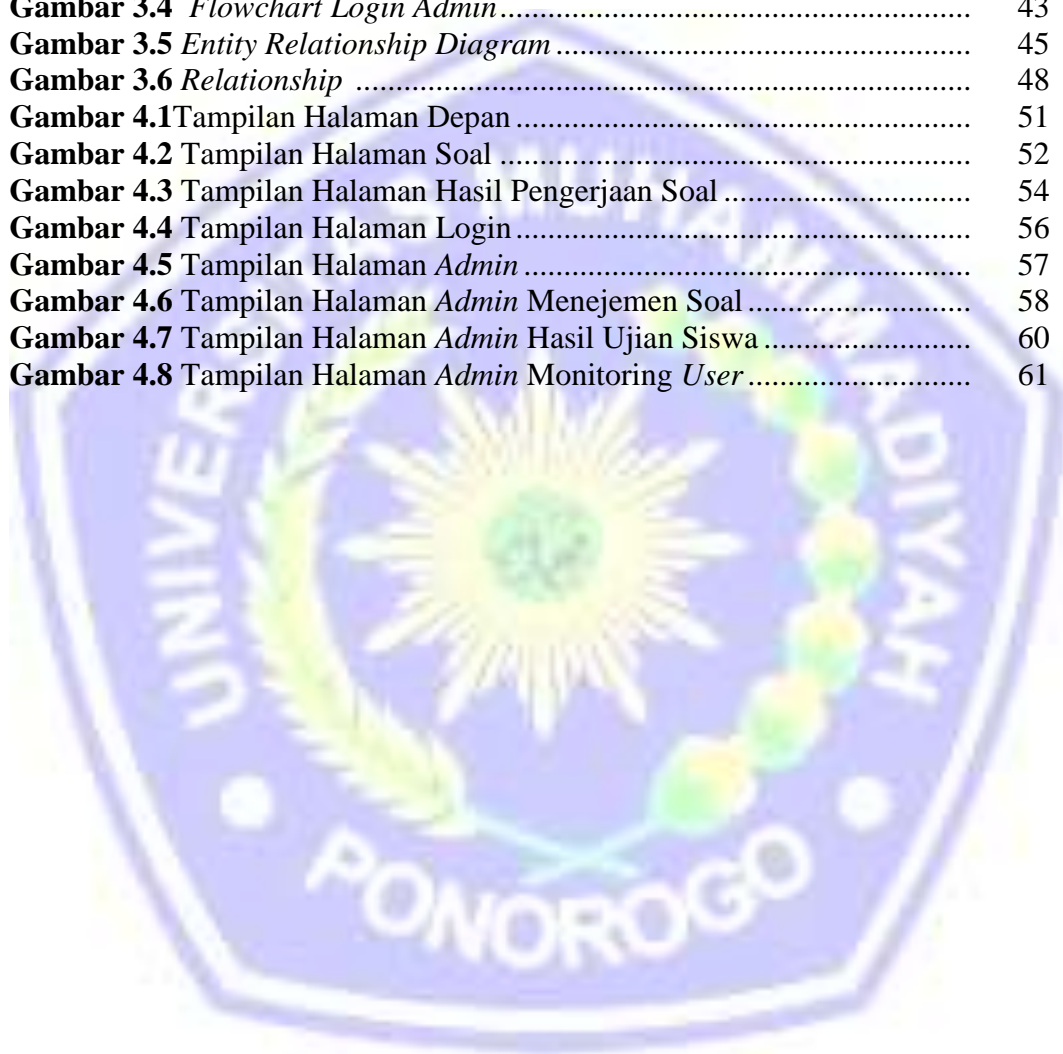 Gambar 3.4 Flowchart Login Admin ........................................................................ 43
Gambar 3.5 Entity Relationship Diagram ................................................................ 45
Gambar 3.6 Relationship ........................................................................................ 48
Gambar 4.1Tampilan Halaman Depan ..................................................................... 51
Gambar 4.2 Tampilan Halaman Soal ....................................................................... 52
Gambar 4.3 Tampilan Halaman Hasil Pengerjaan Soal ........................................... 54
Gambar 4.4 Tampilan Halaman Login ..................................................................... 56
Gambar 4.5 Tampilan Halaman Admin .................................................................... 57
Gambar 4.6 Tampilan Halaman Admin Menejemen Soal ....................................... 58
Gambar 4.7 Tampilan Halaman Admin Hasil Ujian Siswa ..................................... 60
Gambar 4.8 Tampilan Halaman Admin Monitoring User ....................................... 61
UNIVERSITAS MUHAMMADIYAH
PONOROGO